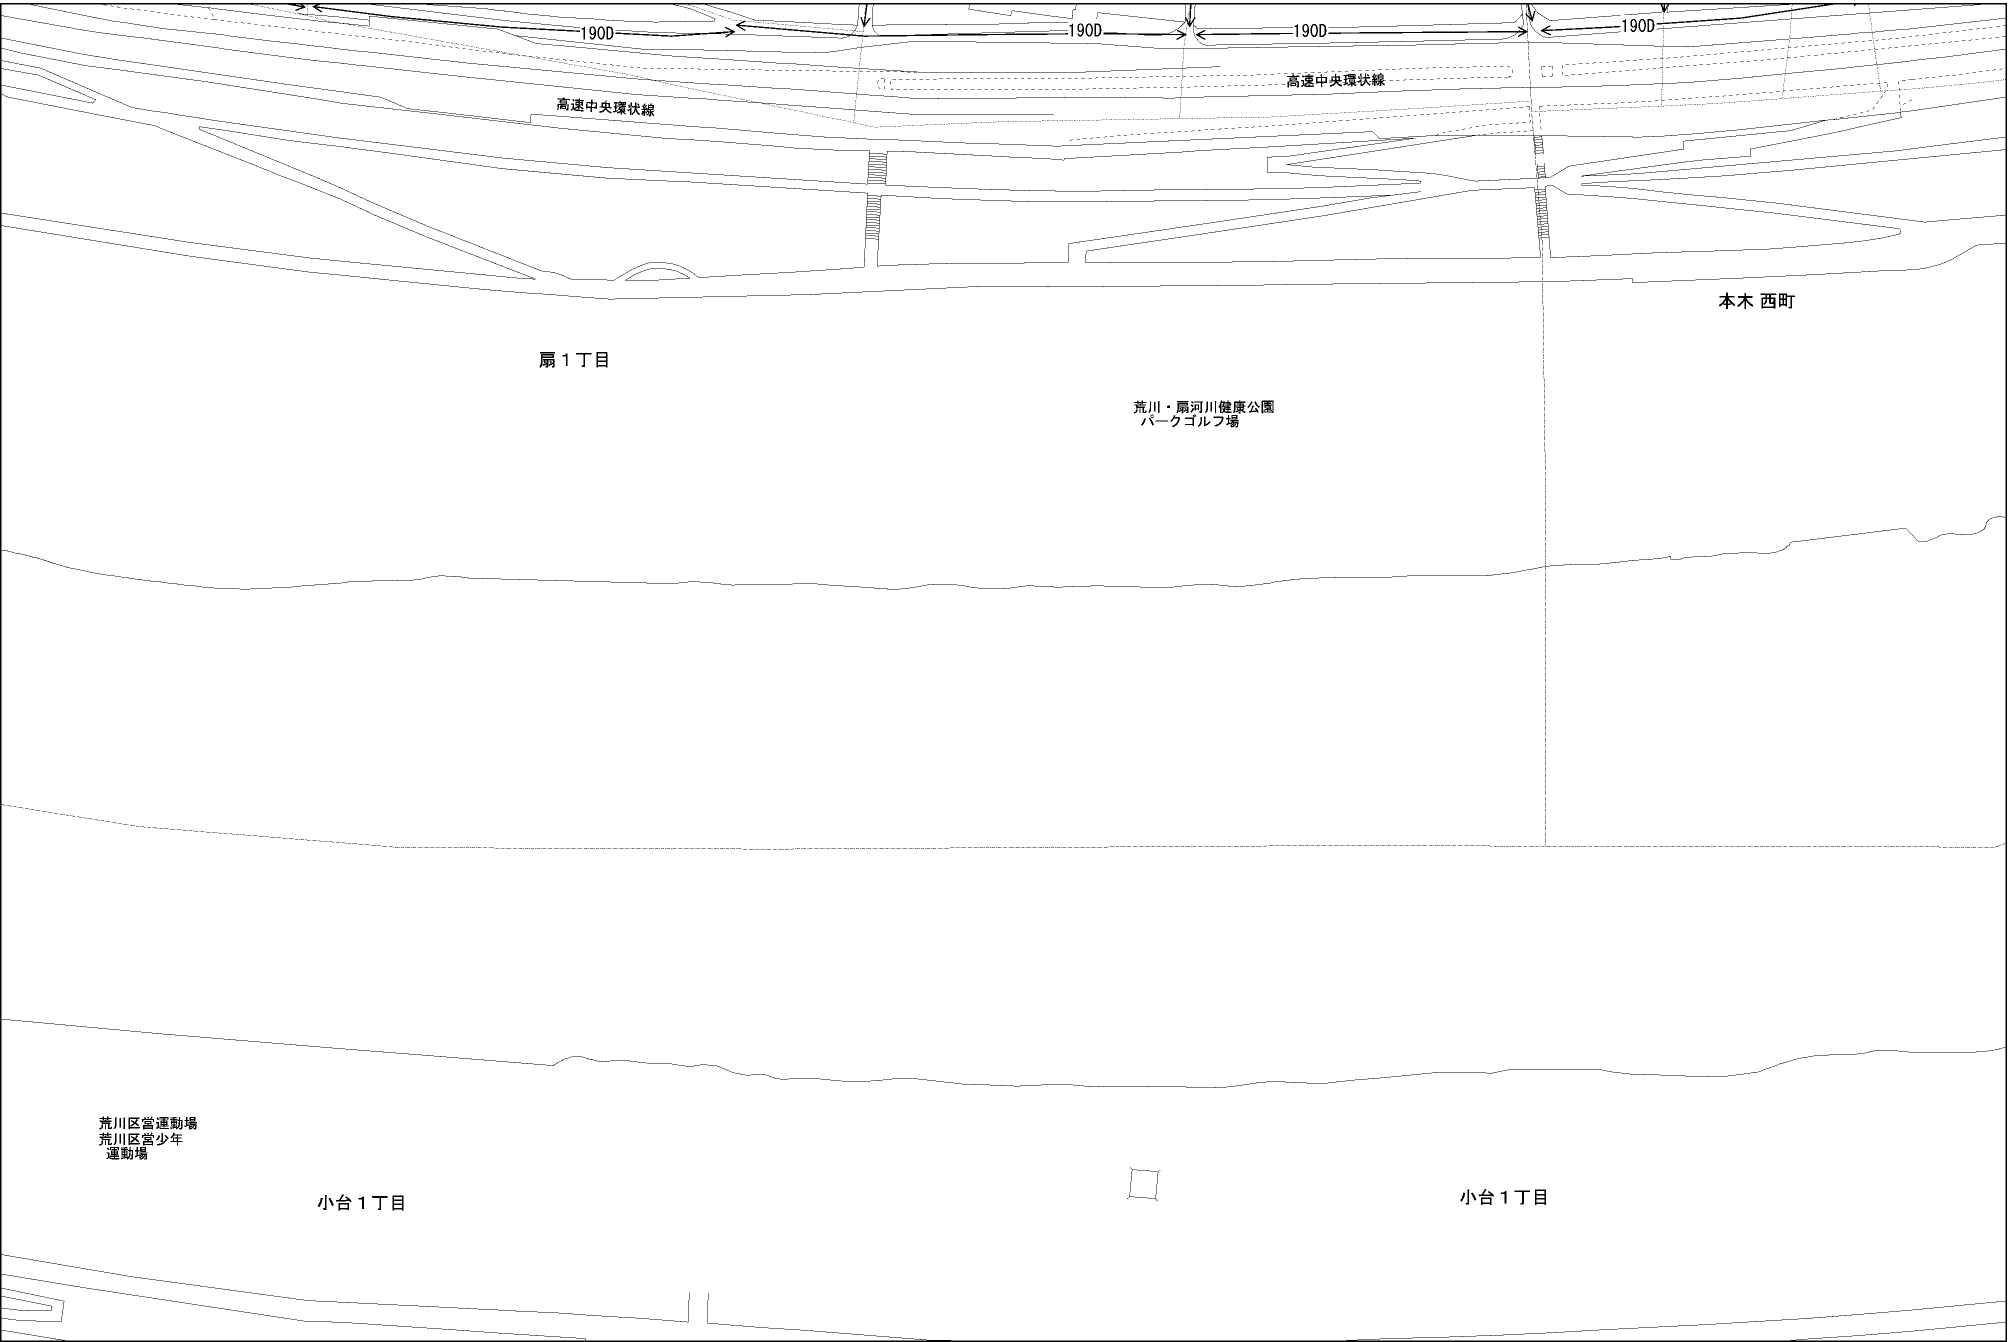 190D
190D
190D
190D
高速中央環状線
高速中央環状線
本木 西町
扇１丁目
荒川・扇河川健康公園
パークゴルフ場
荒川区営運動場
荒川区営少年
運動場
小台１丁目
小台１丁目